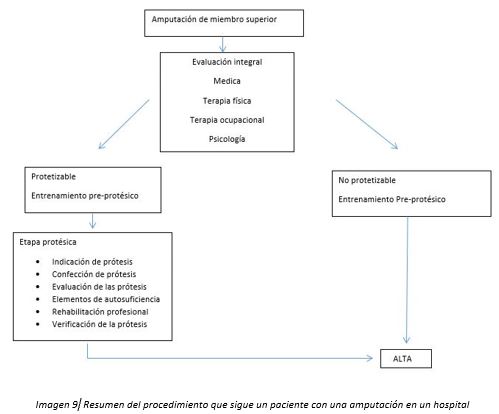 Amputación de miembro superior
Evaluación integral
Medica
Terapia física
Terapia ocupacional
Psicología
Protetizable
Entrenamiento pre-protésico
No protetizable
Entrenamiento Pre-protésico
Etapa protésica
• Indicación de prótesis
• Confección de prótesis
• Evaluación de las prótesis
• Elementos de autosuficiencia
• Rehabilitación profesional
• Verificación de la prótesis
ALTA
Imagen 9| Resumen del procedimiento que sigue un paciente con una amputación en un hospital